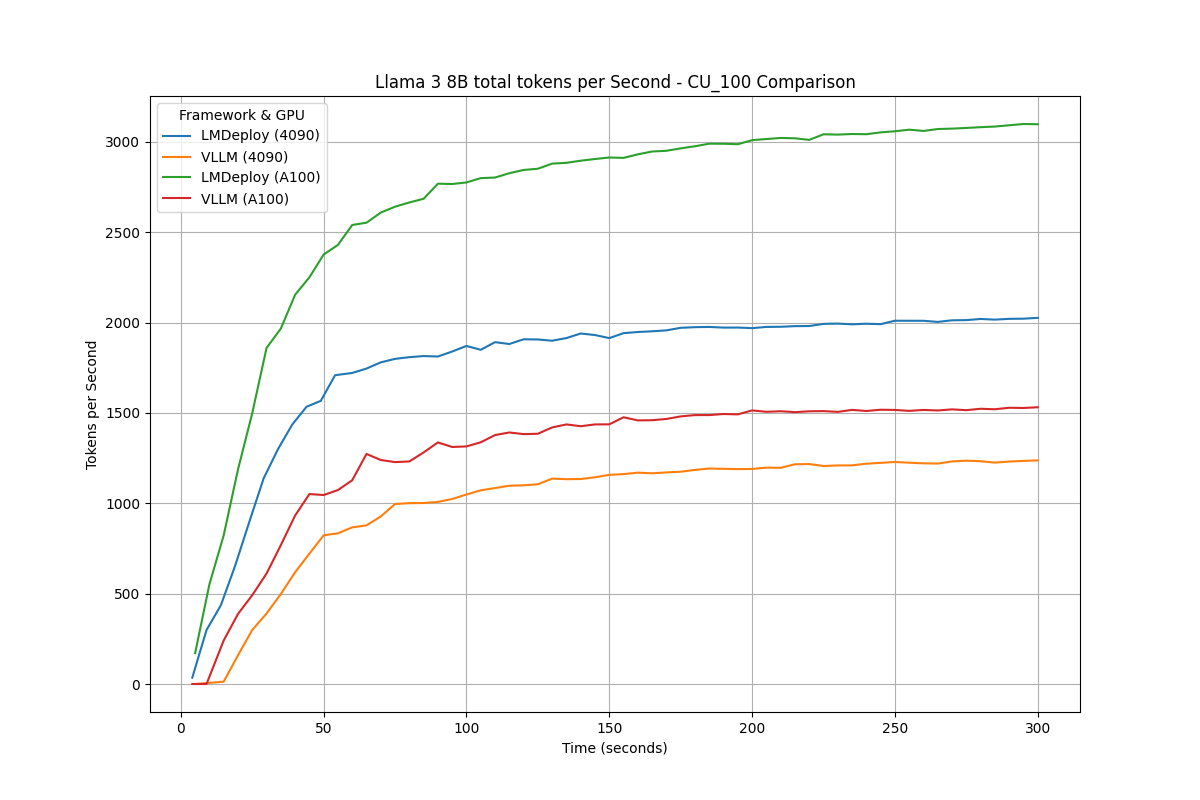 Llama 3 8B total tokens per Second - CU_100 Comparison
Framework & GPU
LMDeploy (4090)
VLLM (4090)
LMDeploy (A100)
VLLM (A100)
Tokens per Second
3000
2500
2000
1500
1000
500
0
0 50 100 150 200 250 300
Time (seconds)